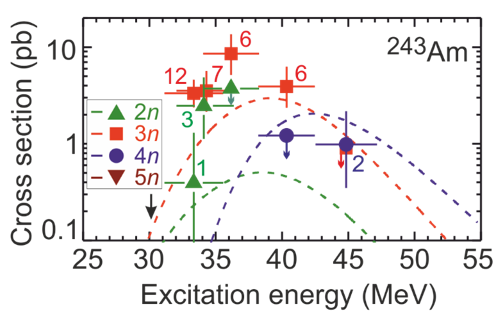 Cross section (pb)
10
1
0.1
²⁴³Am
6
12
7
6
3
1
2
2n
3n
4n
5n
25 30 35 40 45 50 55
Excitation energy (MeV)